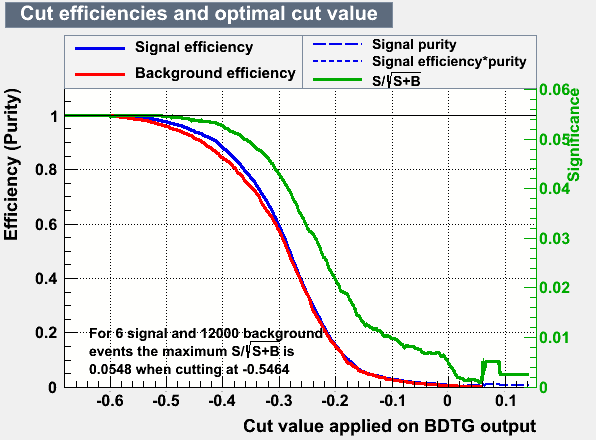 Cut efficiencies and optimal cut value
Signal efficiency
Background efficiency
Signal purity
Signal efficiency*purity
S/√S+B
Efficiency (Purity)
1
0.8
0.6
0.4
0.2
0
0.06
0.05
0.04
0.03
0.02
0.01
0
Significance
For 6 signal and 12000 background
events the maximum S/√S+B is
0.0548 when cutting at -0.5464
-0.6 -0.5 -0.4 -0.3 -0.2 -0.1 0 0.1
Cut value applied on BDTG output